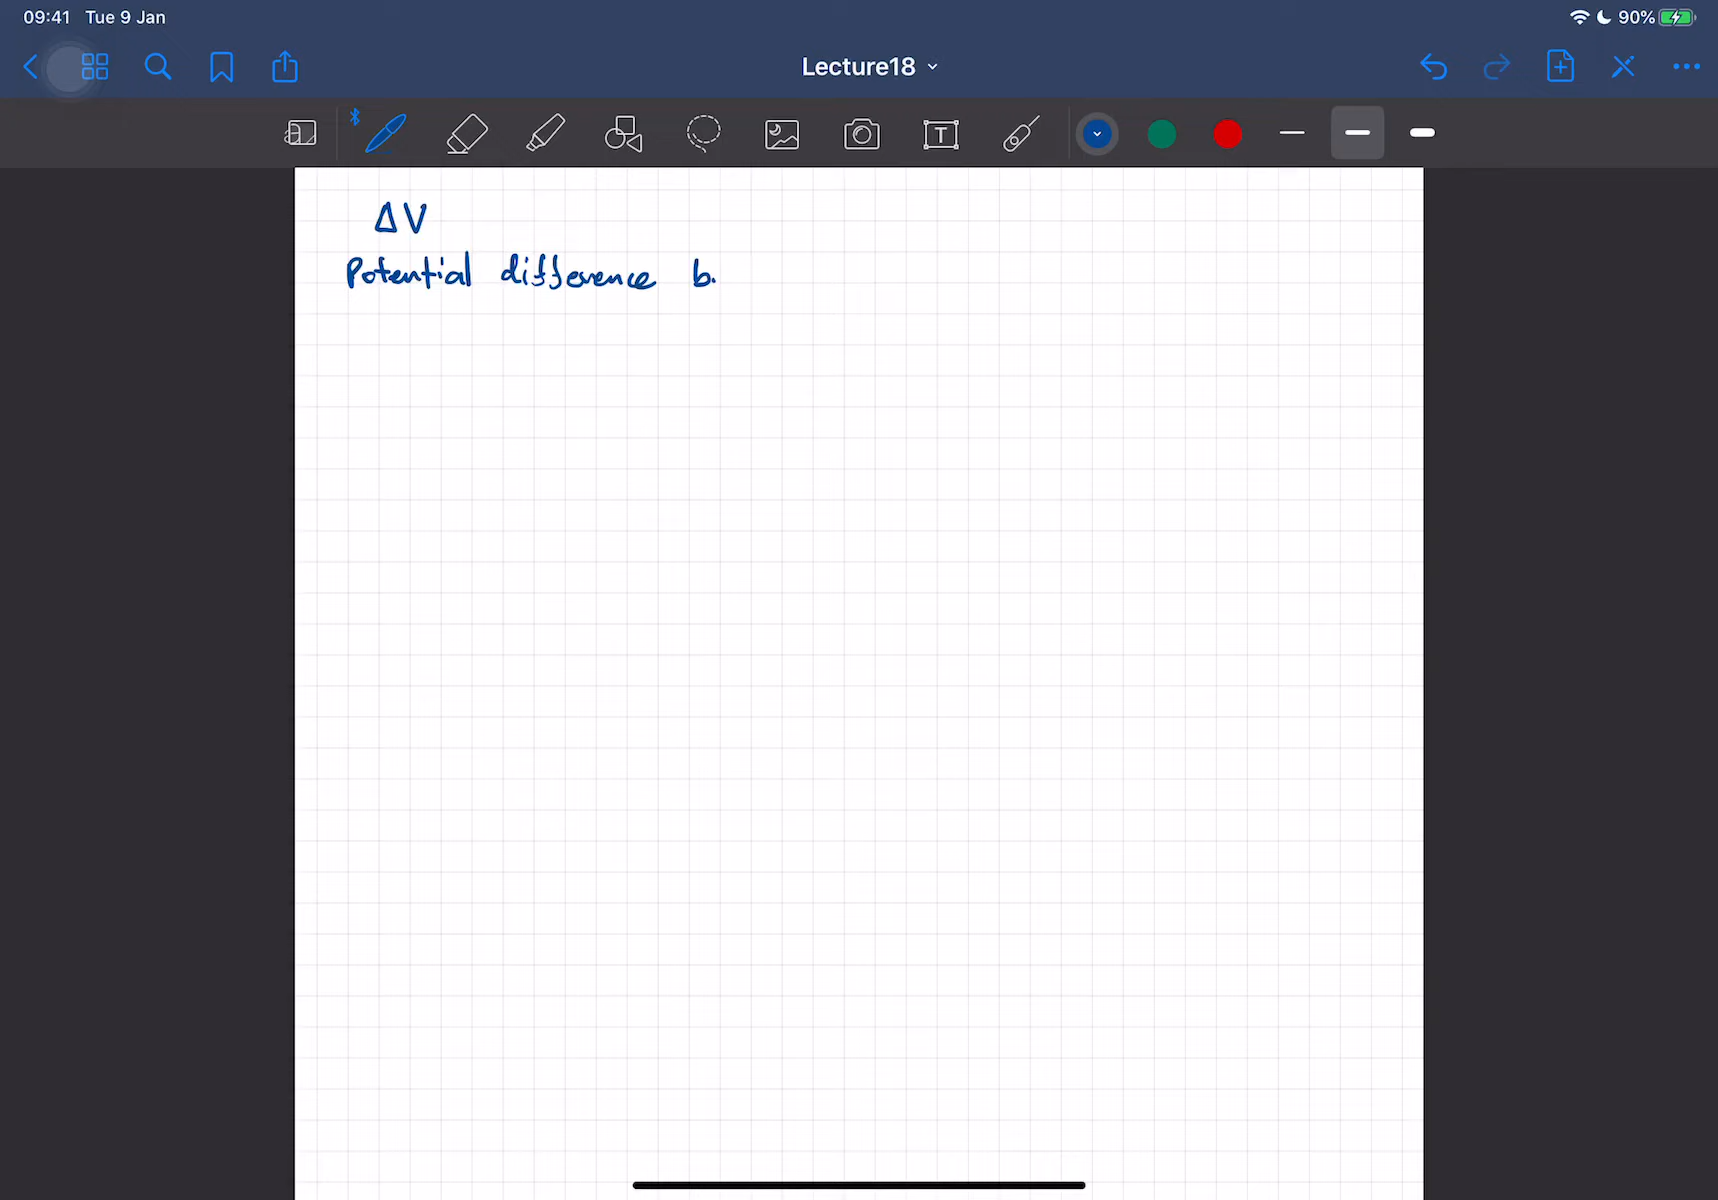 09:41 Tue 9 Jan 90%
Lecture18
T
ΔV
Potential difference b.